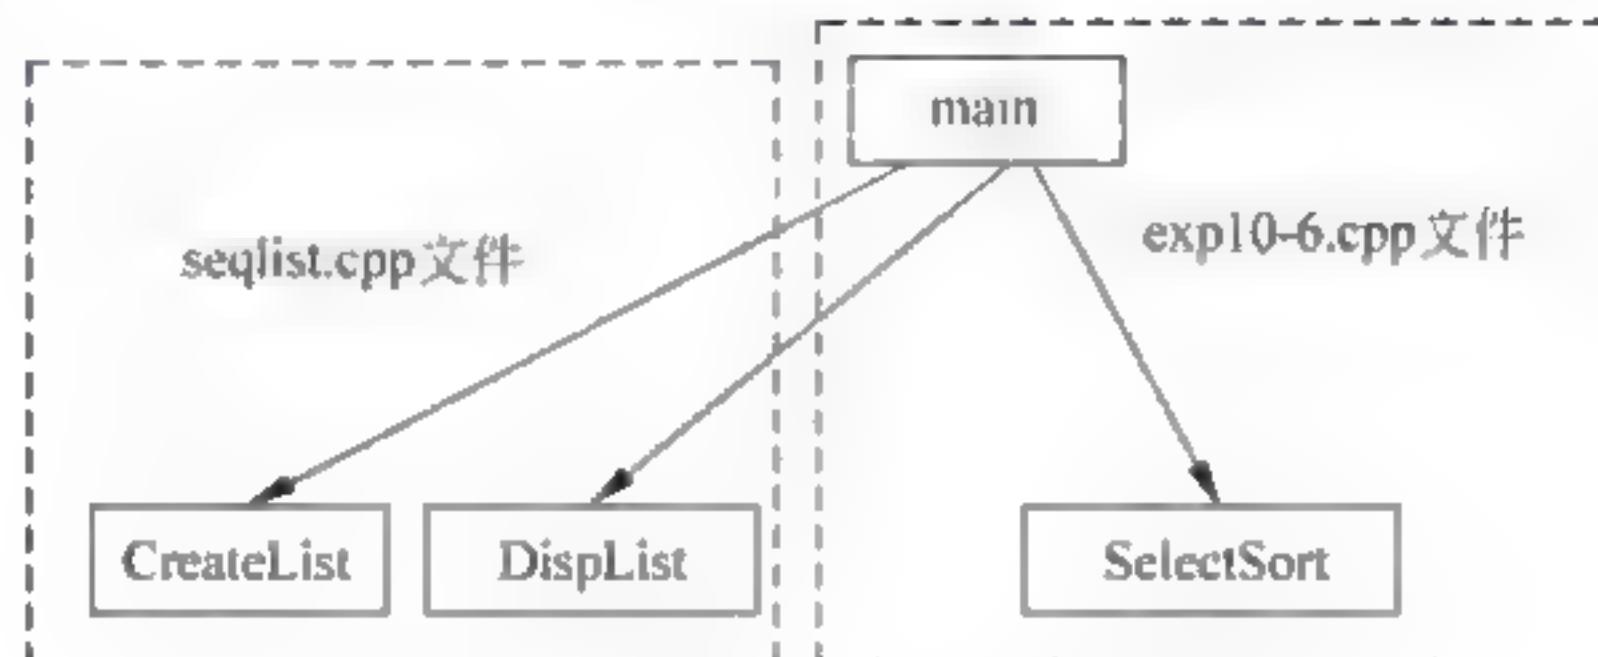 main
seqlist.cpp文件
exp10-6.cpp文件
CreateList
DispList
SelectSort